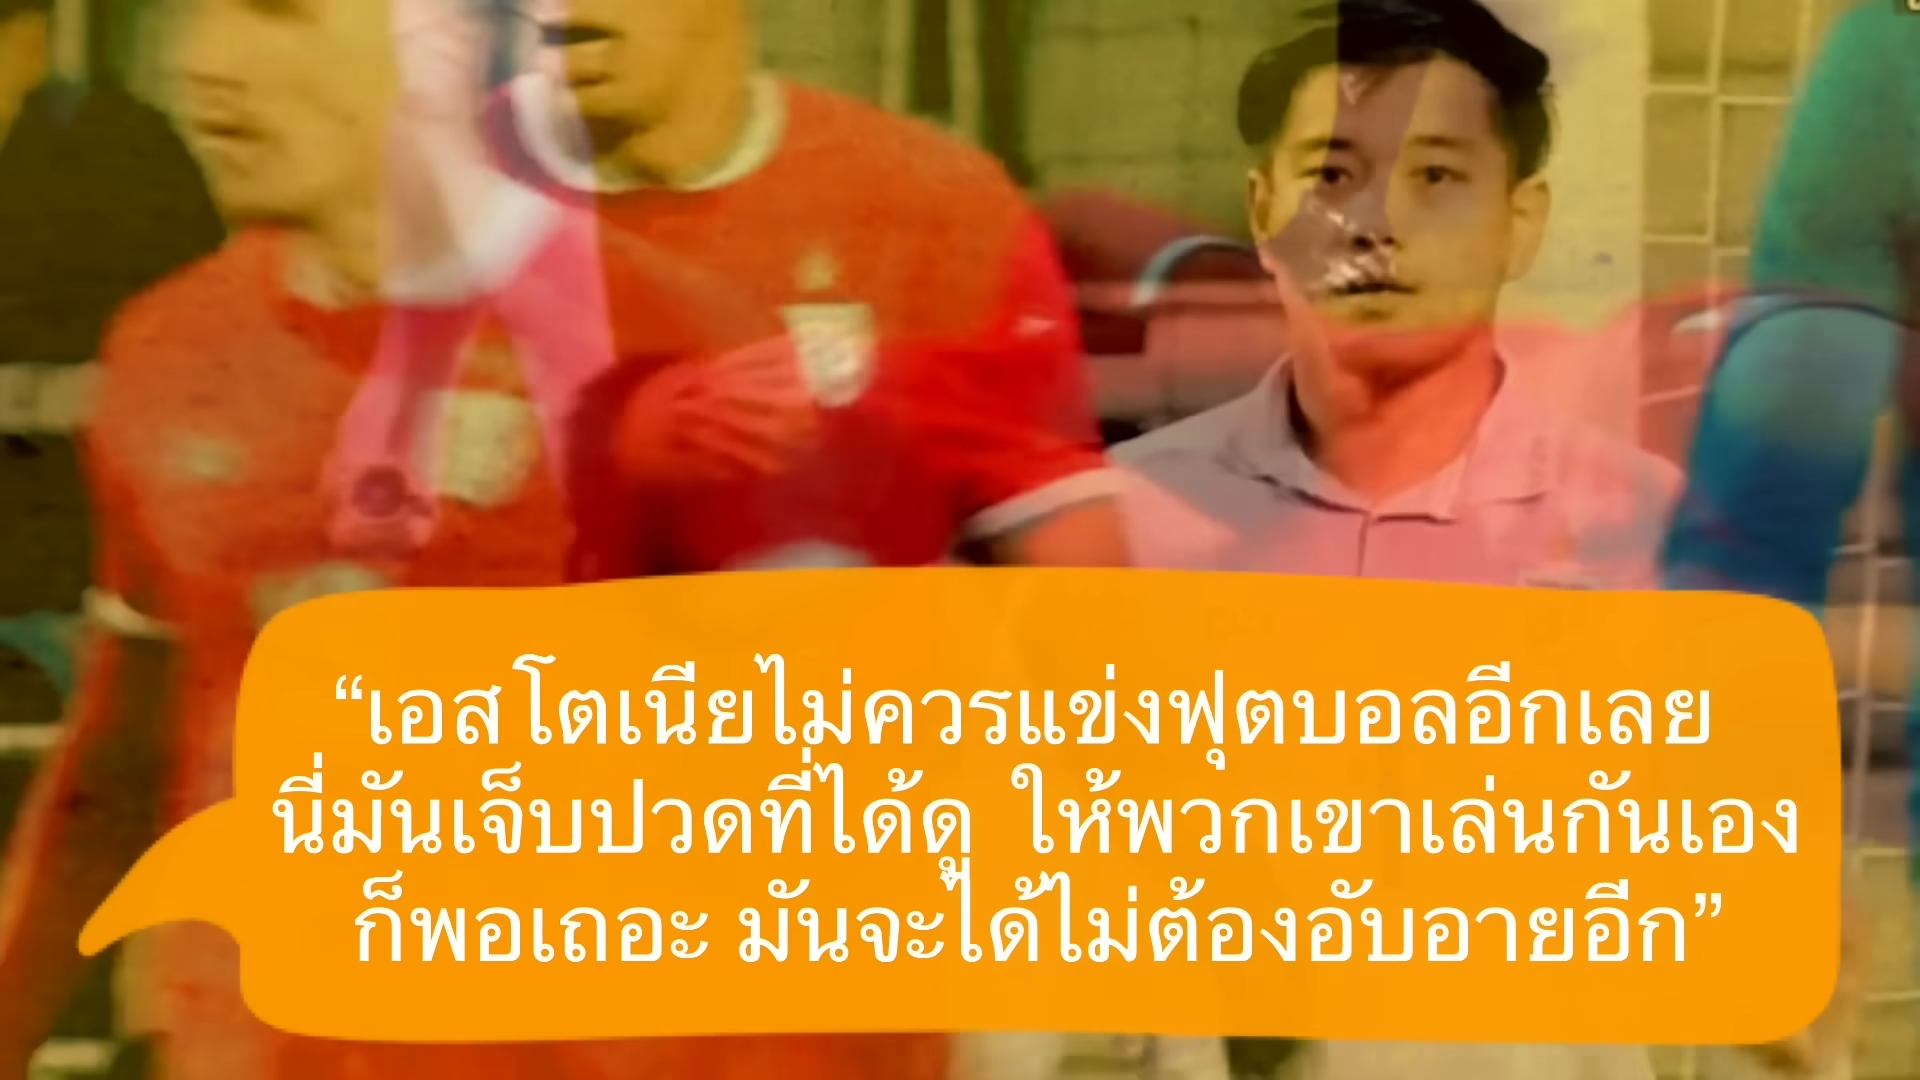 “เอสโตเนียไม่ควรแข่งฟุตบอลอีกเลย
นี่มันเจ็บปวดที่ได้ดู ให้พวกเขาเล่นกันเอง
ก็พอเถอะ มันจะได้ไม่ต้องอับอายอีก”